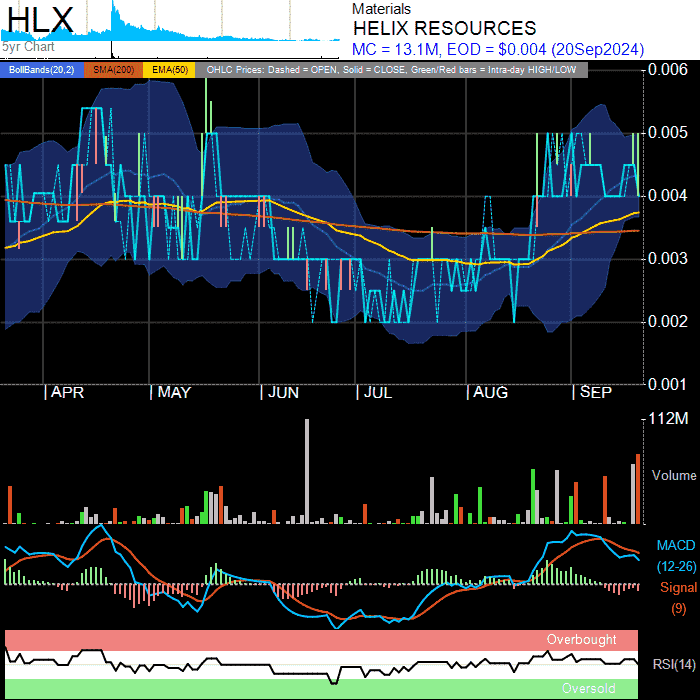 HLX
5yr Chart
Materials
HELIX RESOURCES
MC = 13.1M, EOD = $0.004 (20Sep2024)
BollBands(20,2) SMA(200) EMA(50) OHLC Prices: Dashed = OPEN, Solid = CLOSE, Green/Red bars = Intra-day HIGH/LOW
0.006
0.005
0.004
0.003
0.002
0.001
APR MAY JUN JUL AUG SEP
112M
Volume
MACD
(12-26)
Signal
(9)
Overbought
RSI(14)
Oversold